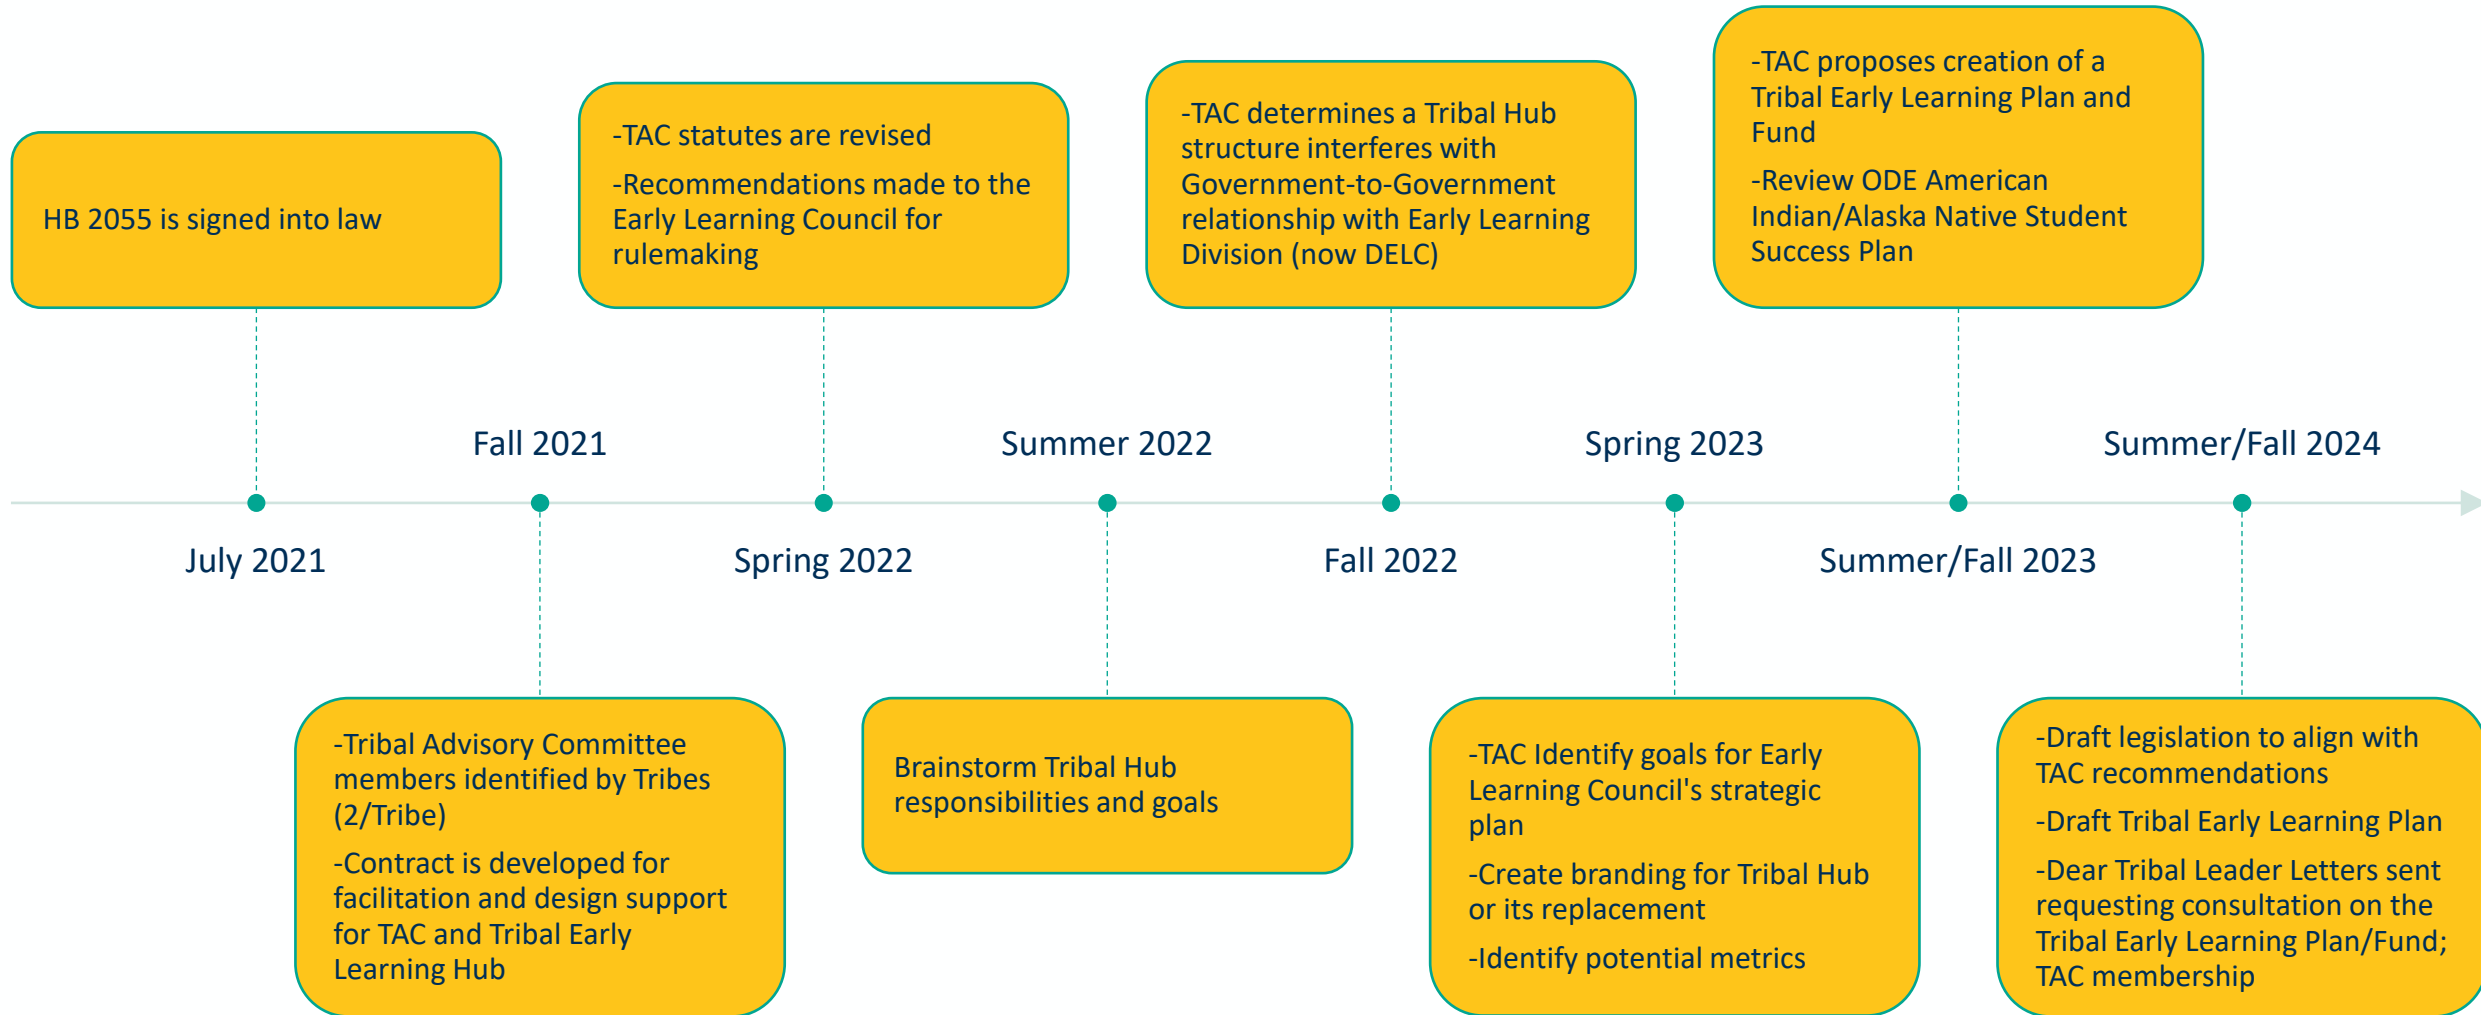 HB 2055 is signed into law
-TAC statutes are revised
-Recommendations made to the
Early Learning Council for
rulemaking
-TAC determines a Tribal Hub
structure interferes with
Government-to-Government
relationship with Early Learning
Division (now DELC)
-TAC proposes creation of a
Tribal Early Learning Plan and
Fund
-Review ODE American
Indian/Alaska Native Student
Success Plan
Fall 2021
Summer 2022
Spring 2023
Summer/Fall 2024
July 2021
Spring 2022
Fall 2022
Summer/Fall 2023
-Tribal Advisory Committee
members identified by Tribes
(2/Tribe)
-Contract is developed for
facilitation and design support
for TAC and Tribal Early
Learning Hub
Brainstorm Tribal Hub
responsibilities and goals
-TAC Identify goals for Early
Learning Council's strategic
plan
-Create branding for Tribal Hub
or its replacement
-Identify potential metrics
-Draft legislation to align with
TAC recommendations
-Draft Tribal Early Learning Plan
-Dear Tribal Leader Letters sent
requesting consultation on the
Tribal Early Learning Plan/Fund;
TAC membership